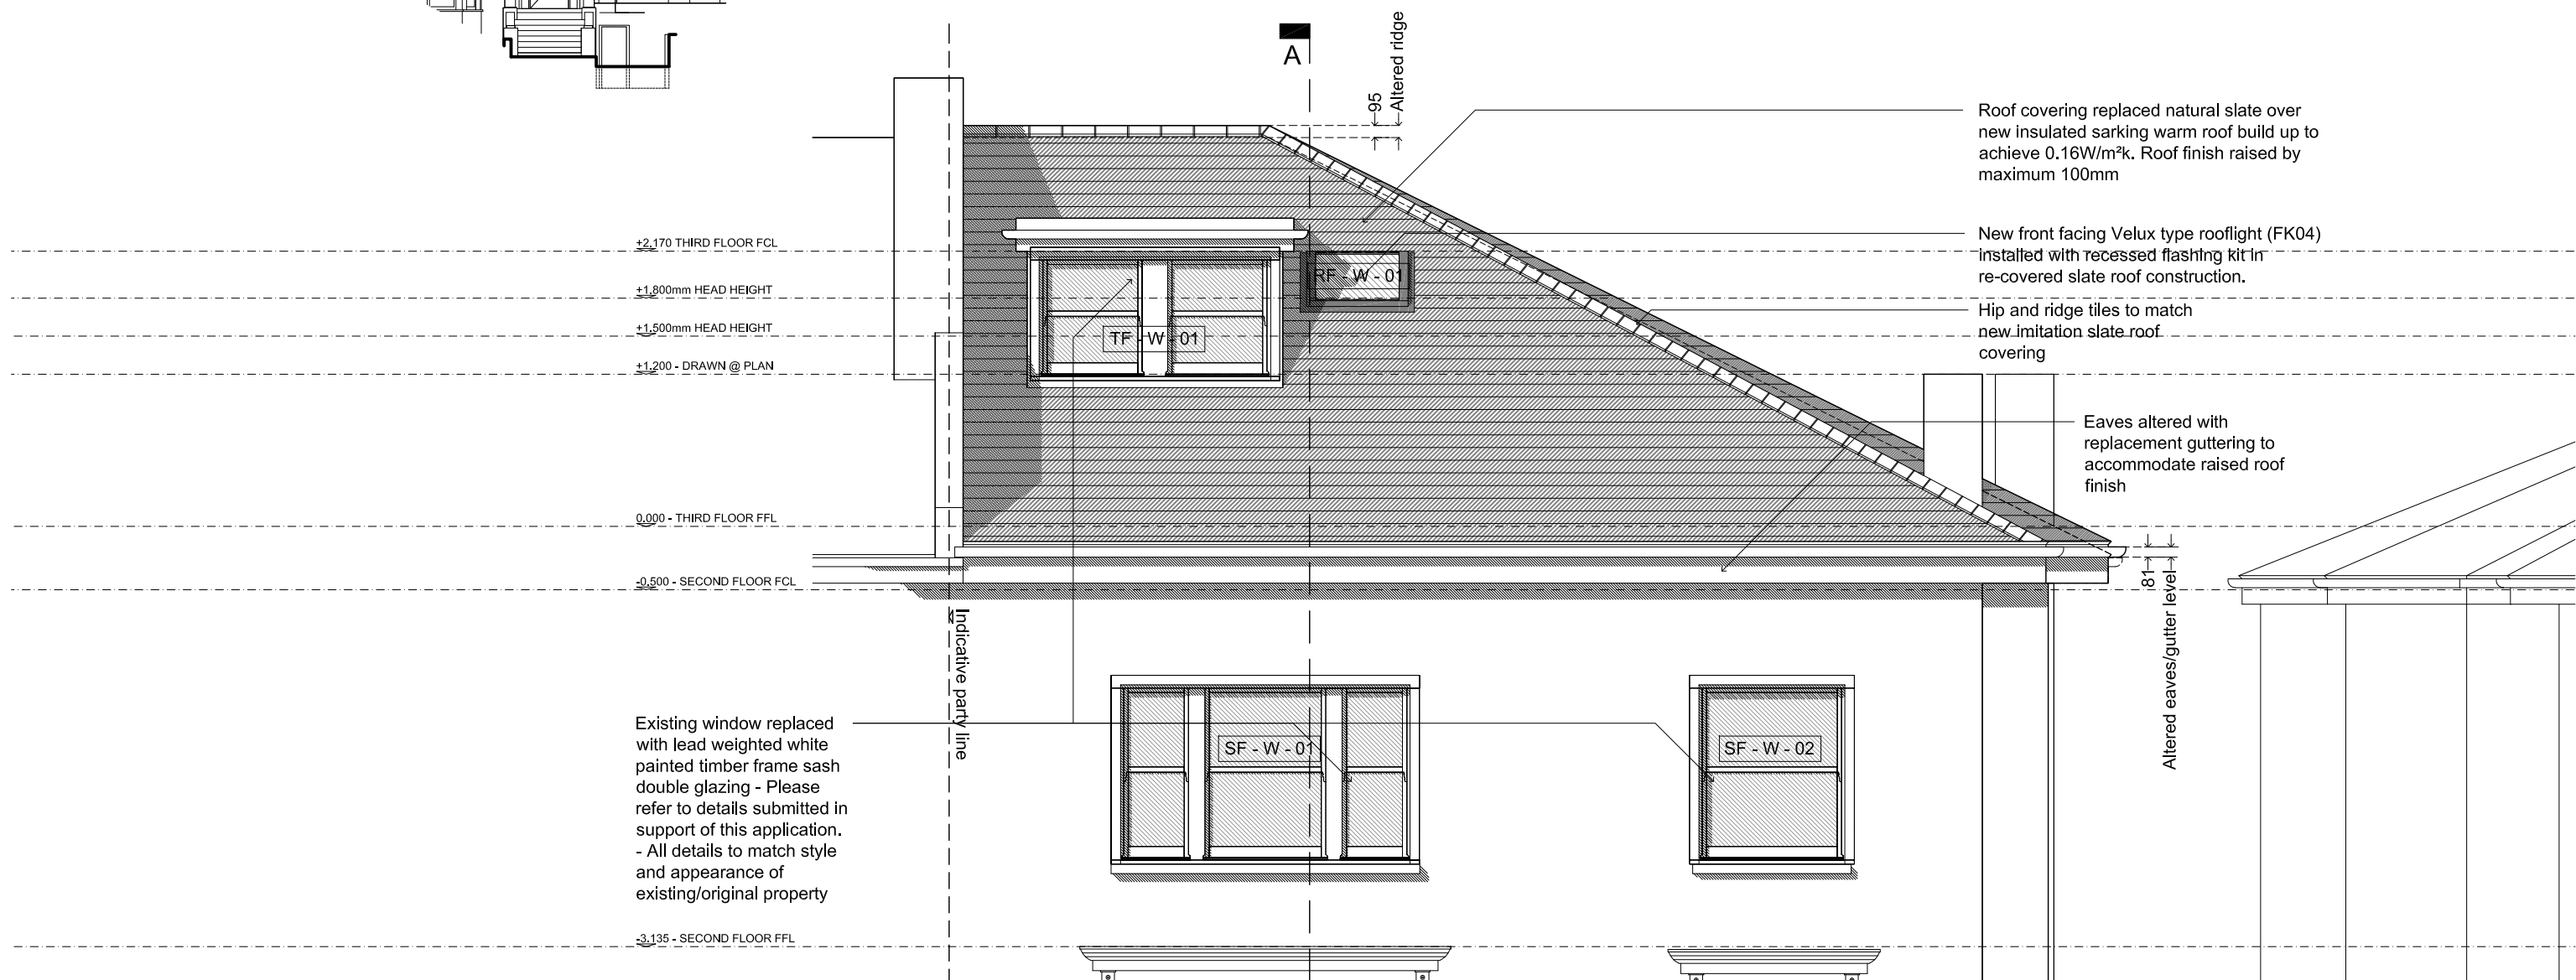 A
95
Altered ridge
Roof covering replaced natural slate over
new insulated sarking warm roof build up to
achieve 0.16W/m²k. Roof finish raised by
maximum 100mm
New front facing Velux type rooflight (FK04)
installed with recessed flashing kit in
re-covered slate roof construction.
Hip and ridge tiles to match
new imitation slate roof
covering
Eaves altered with
replacement guttering to
accommodate raised roof
finish
+2.170 THIRD FLOOR FCL
+1.800mm HEAD HEIGHT
+1.500mm HEAD HEIGHT
+1.200 - DRAWN @ PLAN
0.000 - THIRD FLOOR FFL
-0.500 - SECOND FLOOR FCL
-3.135 - SECOND FLOOR FFL
RF - W - 01
TF - W - 01
SF - W - 01
SF - W - 02
Indicative party line
81
Altered eaves/gutter level
Existing window replaced
with lead weighted white
painted timber frame sash
double glazing - Please
refer to details submitted in
support of this application.
- All details to match style
and appearance of
existing/original property